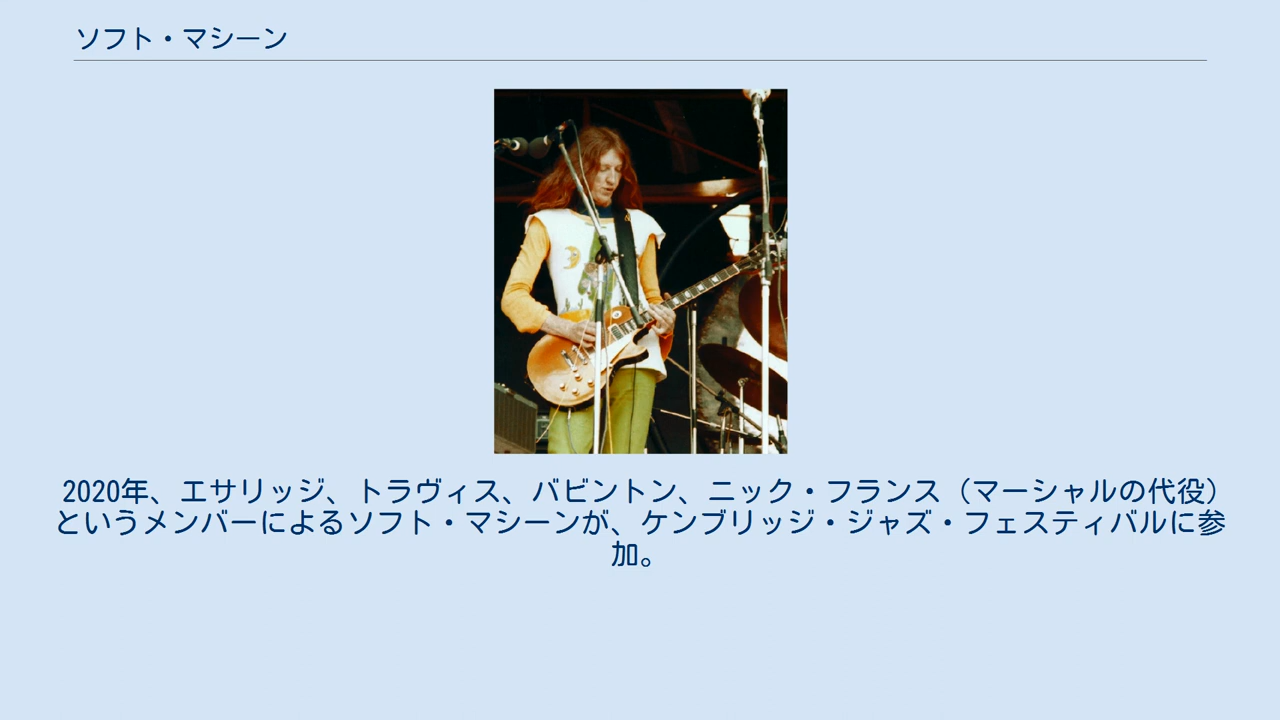 ソフト・マシーン
2020年、エサリッジ、トラヴィス、バビントン、ニック・フランス（マーシャルの代役）
というメンバーによるソフト・マシーンが、ケンブリッジ・ジャズ・フェスティバルに参
加。